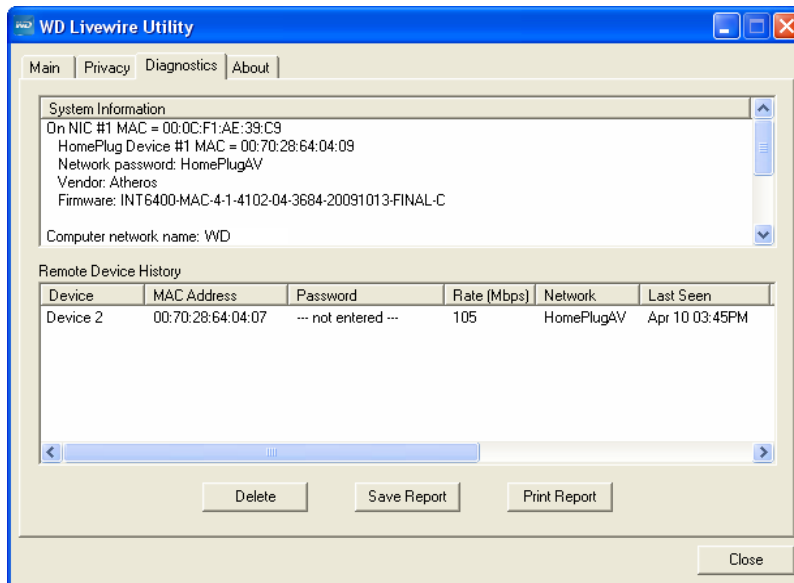 WD WD Livewire Utility
Main Privacy Diagnostics About
System Information
On NIC #1 MAC = 00:0C:F1:AE:39:C9
HomePlug Device #1 MAC = 00:70:28:64:04:09
Network password: HomePlugAV
Vendor: Atheros
Firmware: INT6400-MAC-4-1-4102-04-3684-20091013-FINAL-C
Computer network name: WD
Remote Device History
Device MAC Address Password Rate (Mbps) Network Last Seen
Device 2 00:70:28:64:04:07 --- not entered --- 105 HomePlugAV Apr 10 03:45PM
Delete Save Report Print Report
Close